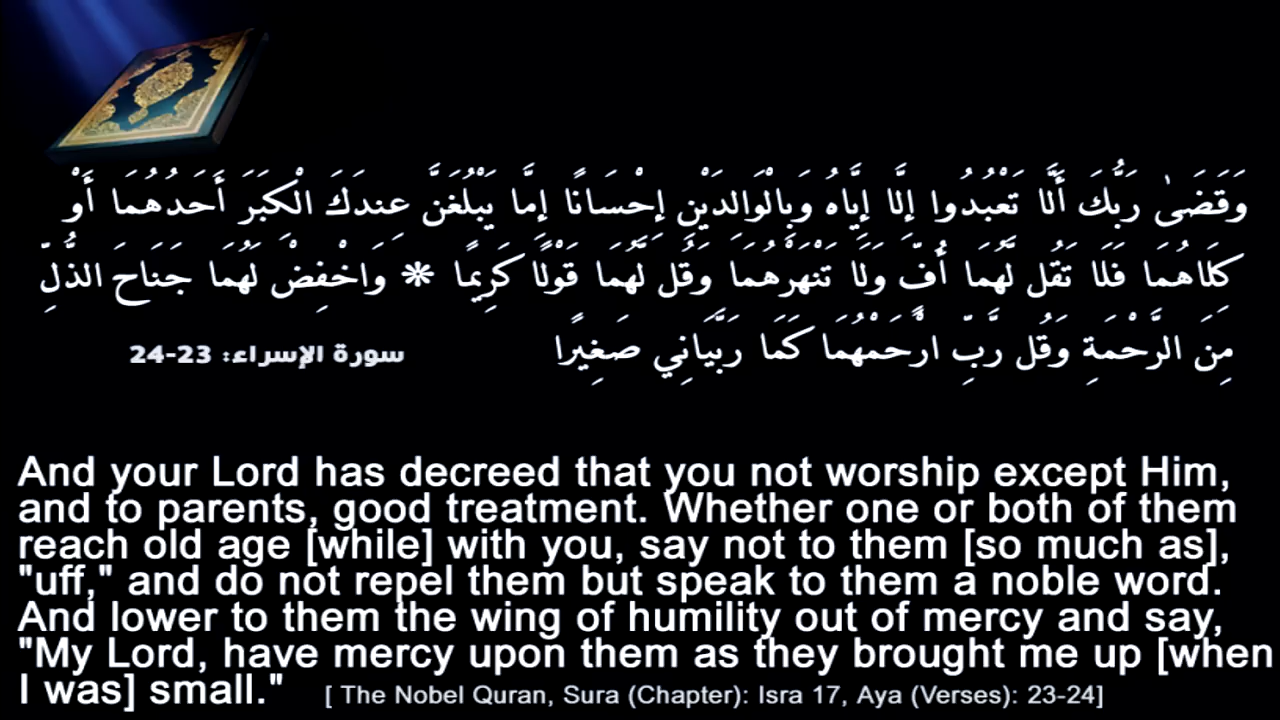 وَقَضَىٰ رَبُّكَ أَلَّا تَعْبُدُوا إِلَّا إِيَّاهُ وَبِالْوَالِدَيْنِ إِحْسَانًا إِمَّا يَبْلُغَنَّ عِندَكَ الْكِبَرَ أَحَدُهُمَا أَوْ
كِلَاهُمَا فَلَا تَقُل لَّهُمَا أُفٍّ وَلَا تَنْهَرْهُمَا وَقُل لَّهُمَا قَوْلًا كَرِيمًا * وَاخْفِضْ لَهُمَا جَنَاحَ الذُّلِّ
مِنَ الرَّحْمَةِ وَقُل رَّبِّ ارْحَمْهُمَا كَمَا رَبَّيَانِي صَغِيرًا سورة الإسراء: 23-24
And your Lord has decreed that you not worship except Him,
and to parents, good treatment. Whether one or both of them
reach old age [while] with you, say not to them [so much as],
"uff," and do not repel them but speak to them a noble word.
And lower to them the wing of humility out of mercy and say,
"My Lord, have mercy upon them as they brought me up [when
I was] small." [ The Nobel Quran, Sura (Chapter): Isra 17, Aya (Verses): 23-24]